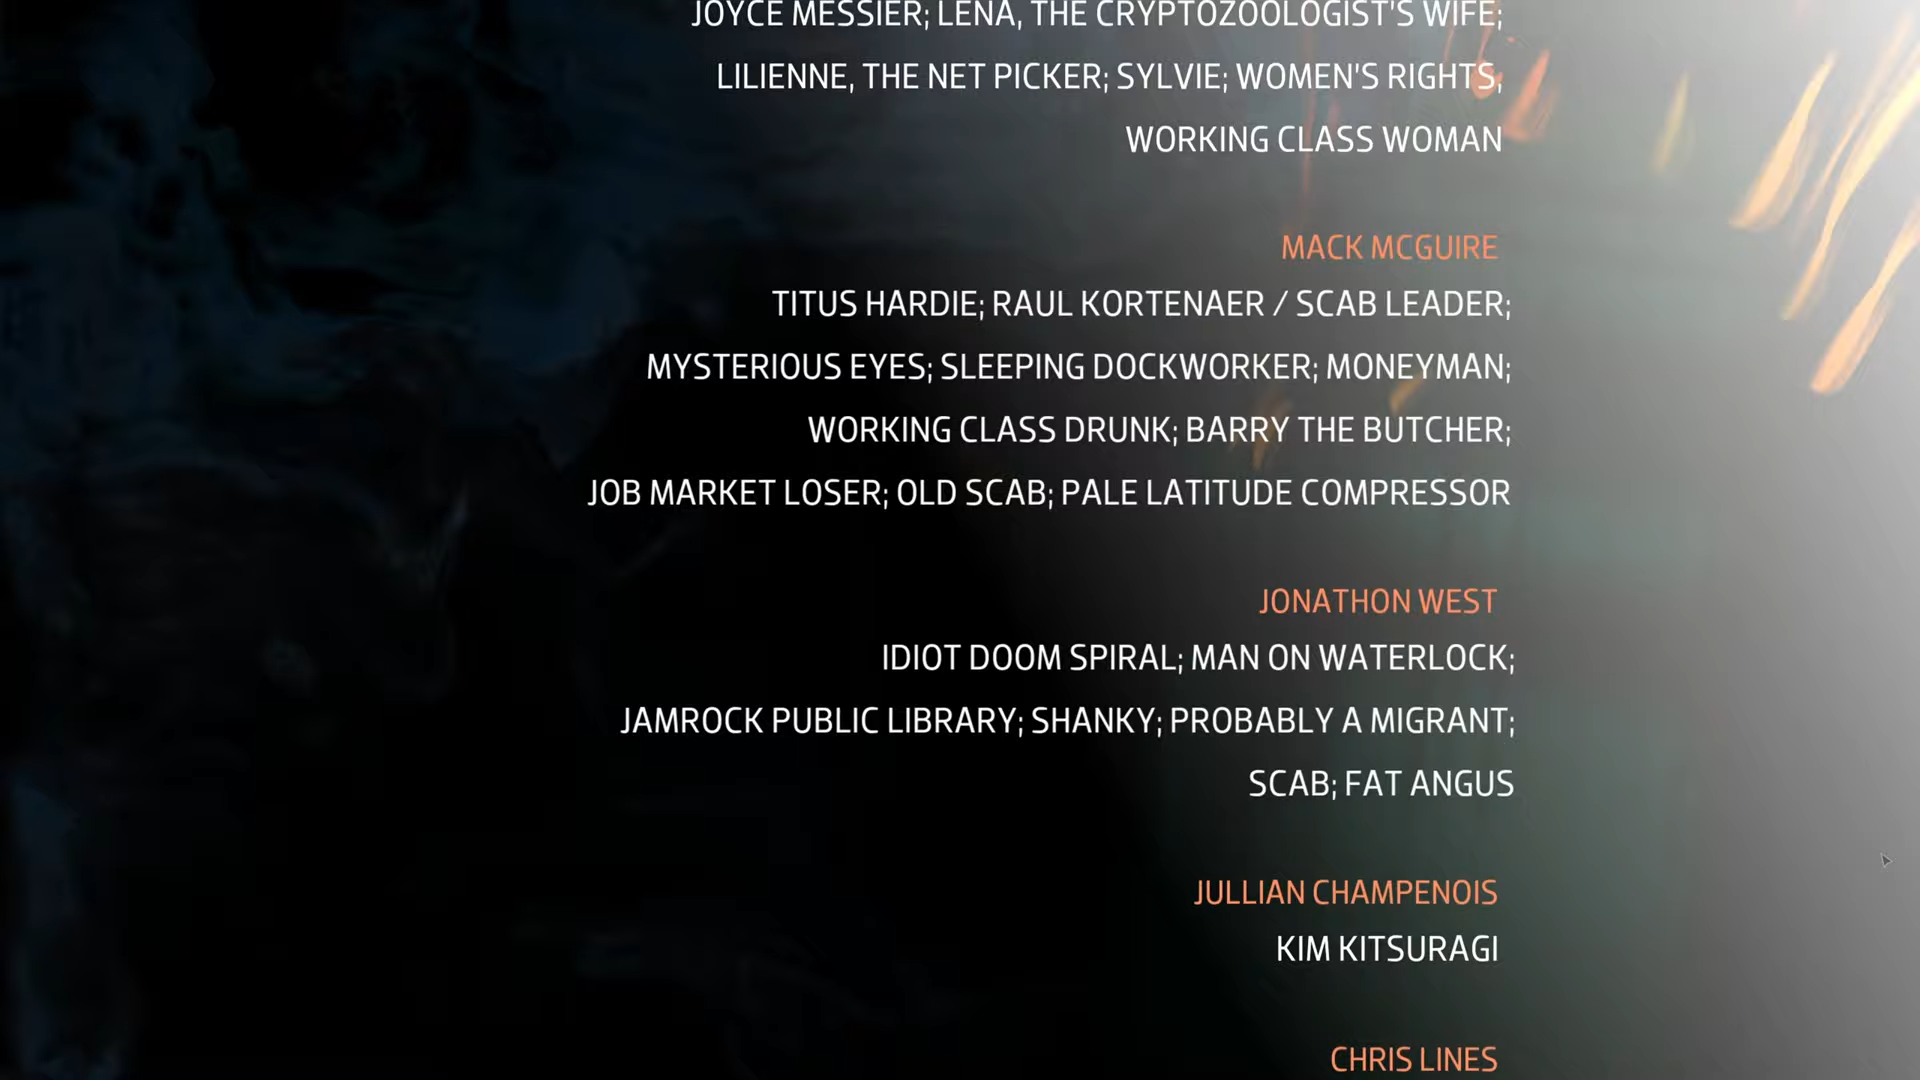 JOYCE MESSIER; LENA, THE CRYPTOZOOLOGIST'S WIFE;
LILIENNE, THE NET PICKER; SYLVIE; WOMEN'S RIGHTS,
WORKING CLASS WOMAN
MACK MCGUIRE
TITUS HARDIE; RAUL KORTENAER / SCAB LEADER;
MYSTERIOUS EYES; SLEEPING DOCKWORKER; MONEYMAN;
WORKING CLASS DRUNK; BARRY THE BUTCHER;
JOB MARKET LOSER; OLD SCAB; PALE LATITUDE COMPRESSOR
JONATHON WEST
IDIOT DOOM SPIRAL; MAN ON WATERLOCK;
JAMROCK PUBLIC LIBRARY; SHANKY; PROBABLY A MIGRANT;
SCAB; FAT ANGUS
JULLIAN CHAMPENOIS
KIM KITSURAGI
CHRIS LINES